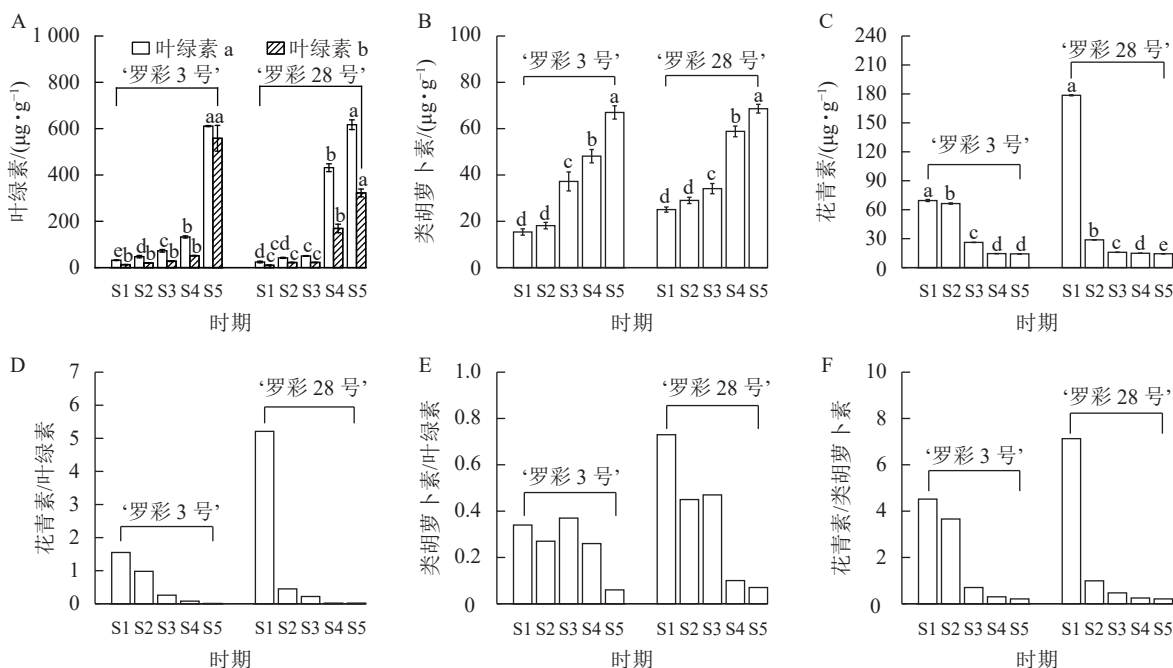 A
叶绿素/(μg•g⁻¹)
1 000
800
600
400
200
0
叶绿素 a
叶绿素 b
‘罗彩 3 号’
‘罗彩 28 号’
e b d b c b b b aa
d c cd c c c b b a a
S1 S2 S3 S4 S5
S1 S2 S3 S4 S5
时期
B
类胡萝卜素/(μg•g⁻¹)
100
80
60
40
20
0
‘罗彩 3 号’
‘罗彩 28 号’
d d c b a
d d c b a
S1 S2 S3 S4 S5
S1 S2 S3 S4 S5
时期
C
花青素/(μg•g⁻¹)
240
210
180
150
120
90
60
30
0
‘罗彩 3 号’
‘罗彩 28 号’
a b c d d
a b c d e
S1 S2 S3 S4 S5
S1 S2 S3 S4 S5
时期
D
花青素/叶绿素
7
6
5
4
3
2
1
0
‘罗彩 3 号’
‘罗彩 28 号’
S1 S2 S3 S4 S5
S1 S2 S3 S4 S5
时期
E
类胡萝卜素/叶绿素
1.0
0.8
0.6
0.4
0.2
0
‘罗彩 3 号’
‘罗彩 28 号’
S1 S2 S3 S4 S5
S1 S2 S3 S4 S5
时期
F
花青素/类胡萝卜素
10
8
6
4
2
0
‘罗彩 3 号’
‘罗彩 28 号’
S1 S2 S3 S4 S5
S1 S2 S3 S4 S5
时期